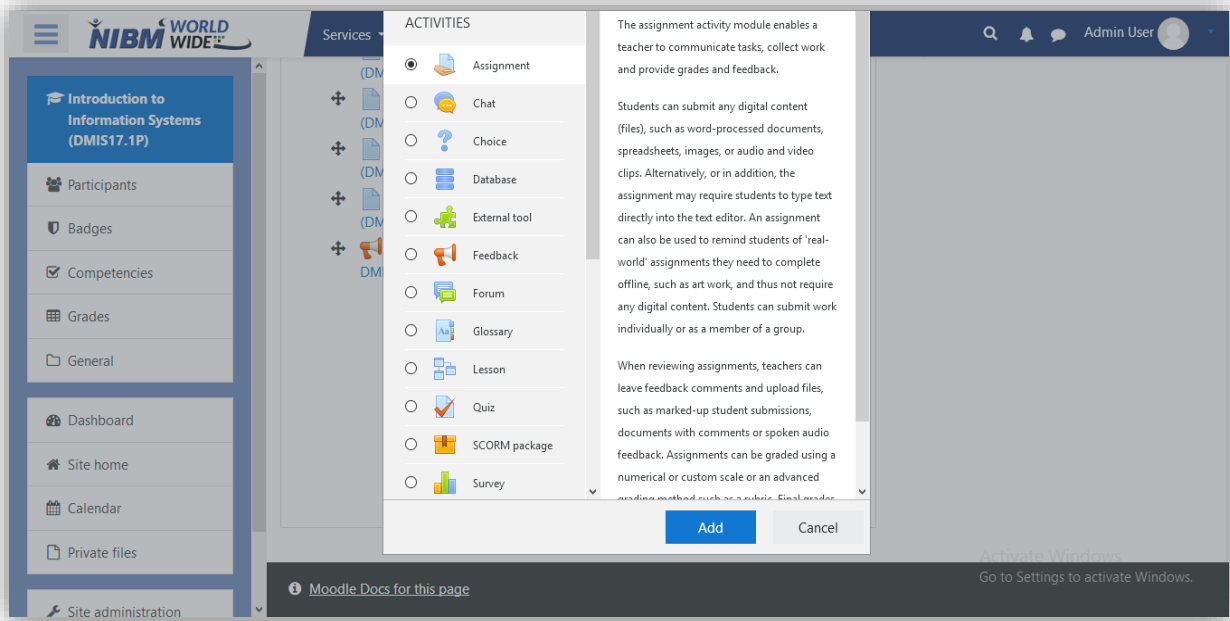 NIBM WORLD WIDE
Services
Admin User
Introduction to
Information Systems
(DMIS17.1P)
Participants
Badges
Competencies
Grades
General
Dashboard
Site home
Calendar
Private files
Site administration
(DM
(DM
(DM
(DM
DMI
ACTIVITIES
Assignment
Chat
Choice
Database
External tool
Feedback
Forum
Glossary
Lesson
Quiz
SCORM package
Survey
The assignment activity module enables a
teacher to communicate tasks, collect work
and provide grades and feedback.
Students can submit any digital content
(files), such as word-processed documents,
spreadsheets, images, or audio and video
clips. Alternatively, or in addition, the
assignment may require students to type text
directly into the text editor. An assignment
can also be used to remind students of 'real-
world' assignments they need to complete
offline, such as art work, and thus not require
any digital content. Students can submit work
individually or as a member of a group.
When reviewing assignments, teachers can
leave feedback comments and upload files,
such as marked-up student submissions,
documents with comments or spoken audio
feedback. Assignments can be graded using a
numerical or custom scale or an advanced
grading method such as a rubric. Final grades
Add
Cancel
Moodle Docs for this page
Activate Windows
Go to Settings to activate Windows.